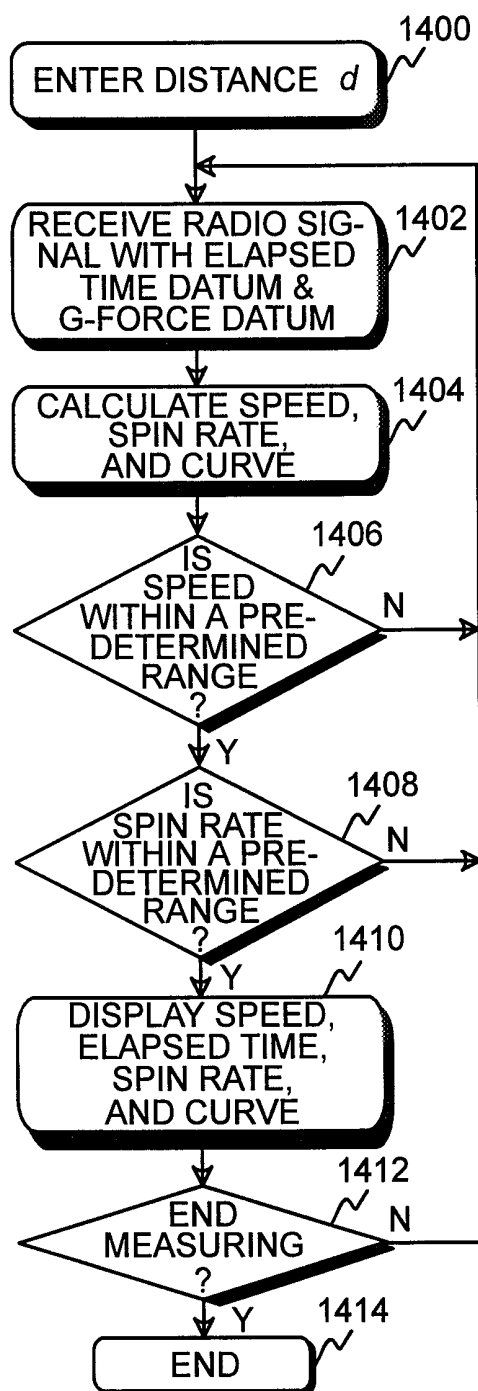 1400
ENTER DISTANCE d
RECEIVE RADIO SIG-
NAL WITH ELAPSED
TIME DATUM &
G-FORCE DATUM
1402
CALCULATE SPEED,
SPIN RATE,
AND CURVE
1404
1406
IS
SPEED
WITHIN A PRE-
DETERMINED
RANGE
?
N
Y
1408
IS
SPIN RATE
WITHIN A PRE-
DETERMINED
RANGE
?
N
Y
1410
DISPLAY SPEED,
ELAPSED TIME,
SPIN RATE,
AND CURVE
1412
END
MEASURING
?
N
Y
1414
END